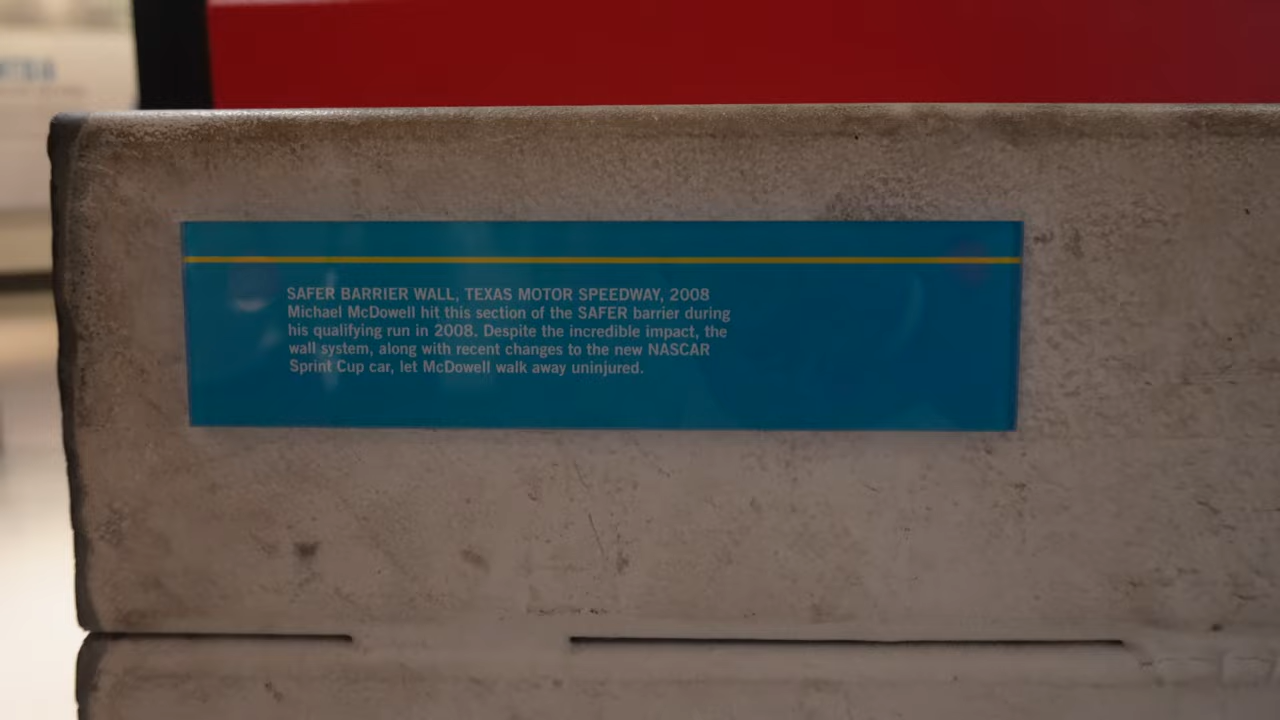 SAFER BARRIER WALL, TEXAS MOTOR SPEEDWAY, 2008
Michael McDowell hit this section of the SAFER barrier during
his qualifying run in 2008. Despite the incredible impact, the
wall system, along with recent changes to the new NASCAR
Sprint Cup car, let McDowell walk away uninjured.